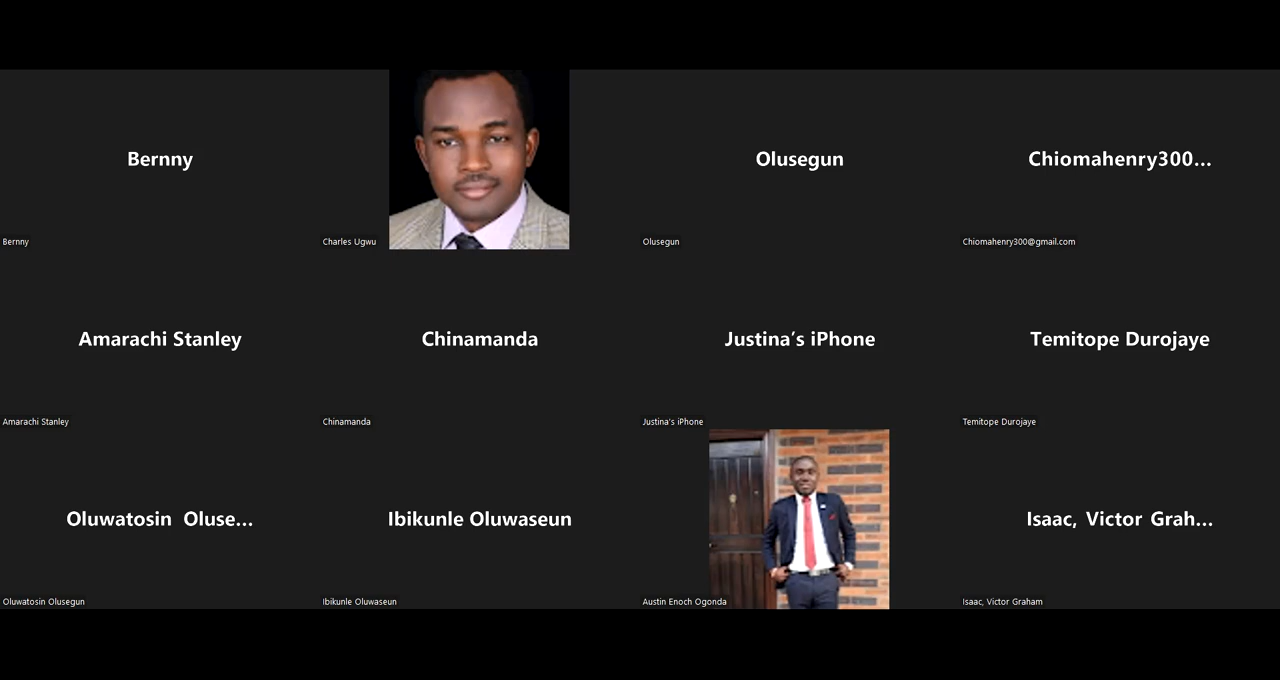 Bernny
Olusegun
Chiomahenry300...
Bernny
Charles Ugwu
Olusegun
Chiomahenry300@gmail.com
Amarachi Stanley
Chinamanda
Justina’s iPhone
Temitope Durojaye
Amarachi Stanley
Chinamanda
Justina's iPhone
Temitope Durojaye
Oluwatosin Oluse...
Ibikunle Oluwaseun
Isaac, Victor Grah...
Oluwatosin Olusegun
Ibikunle Oluwaseun
Austin Enoch Ogonda
Isaac, Victor Graham